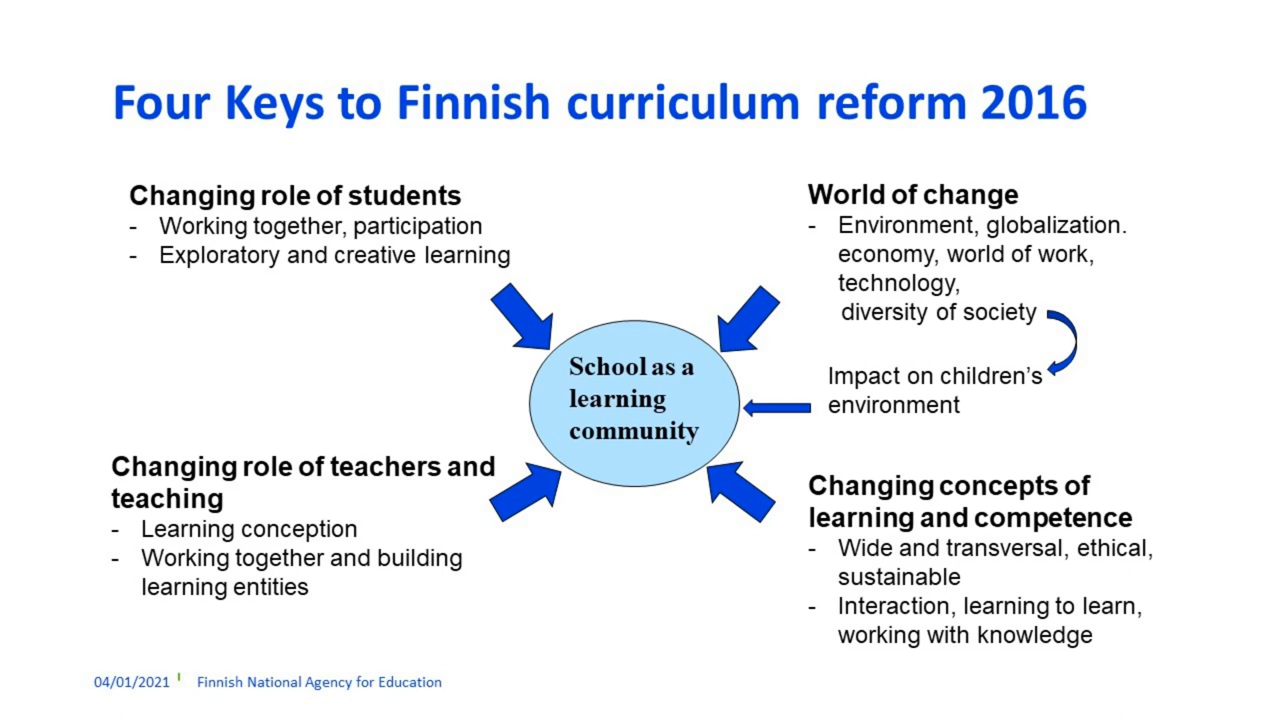 Four Keys to Finnish curriculum reform 2016
Changing role of students
- Working together, participation
- Exploratory and creative learning
World of change
- Environment, globalization.
economy, world of work,
technology,
diversity of society
Impact on children's
environment
School as a
learning
community
Changing role of teachers and
teaching
- Learning conception
- Working together and building
learning entities
Changing concepts of
learning and competence
- Wide and transversal, ethical,
sustainable
- Interaction, learning to learn,
working with knowledge
04/01/2021 Finnish National Agency for Education